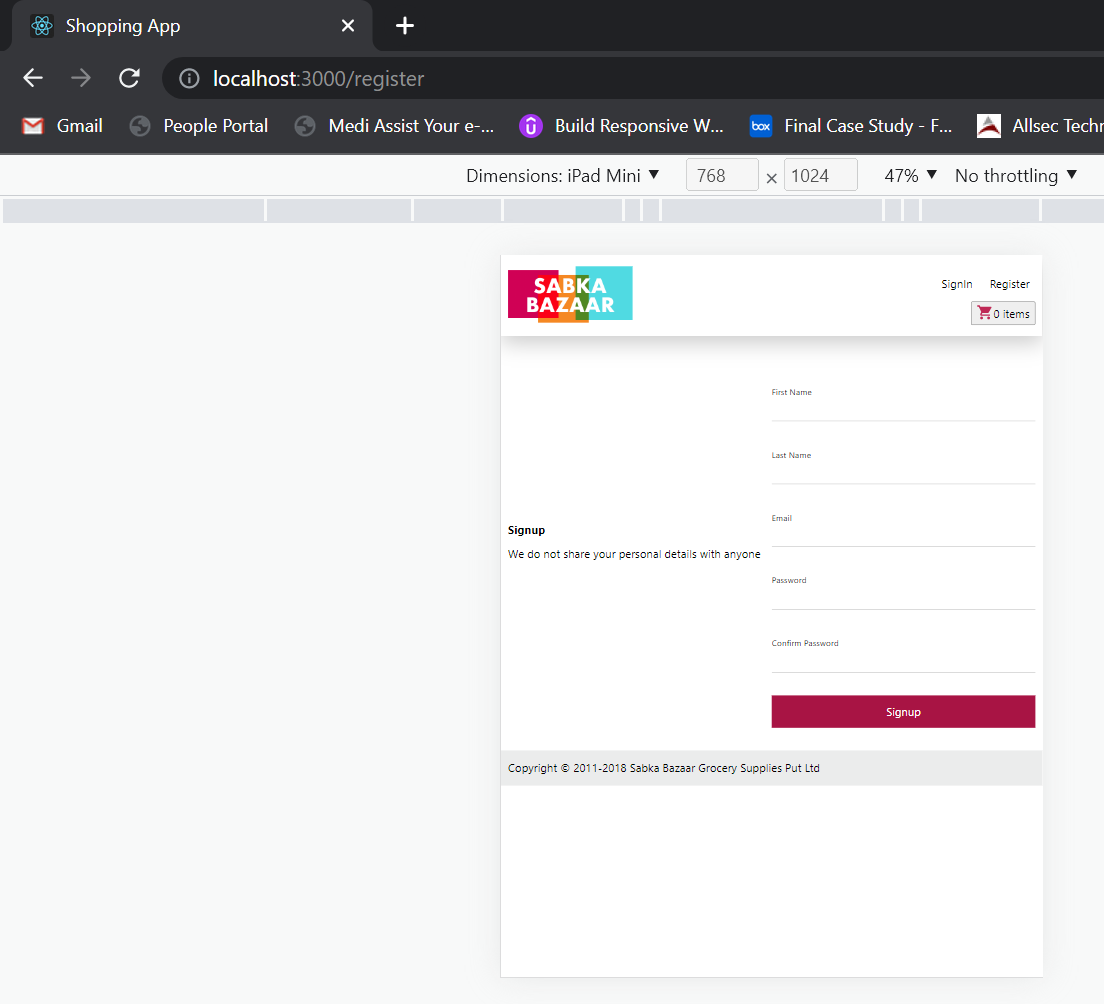 Shopping App
localhost:3000/register
Gmail People Portal Medi Assist Your e-... Build Responsive W... box Final Case Study - F... Allsec Techn
Dimensions: iPad Mini 768 × 1024 47% No throttling
SABKA
BAZAAR
SignIn Register
0 items
First Name
Last Name
Email
Signup
We do not share your personal details with anyone
Password
Confirm Password
Signup
Copyright © 2011-2018 Sabka Bazaar Grocery Supplies Put Ltd